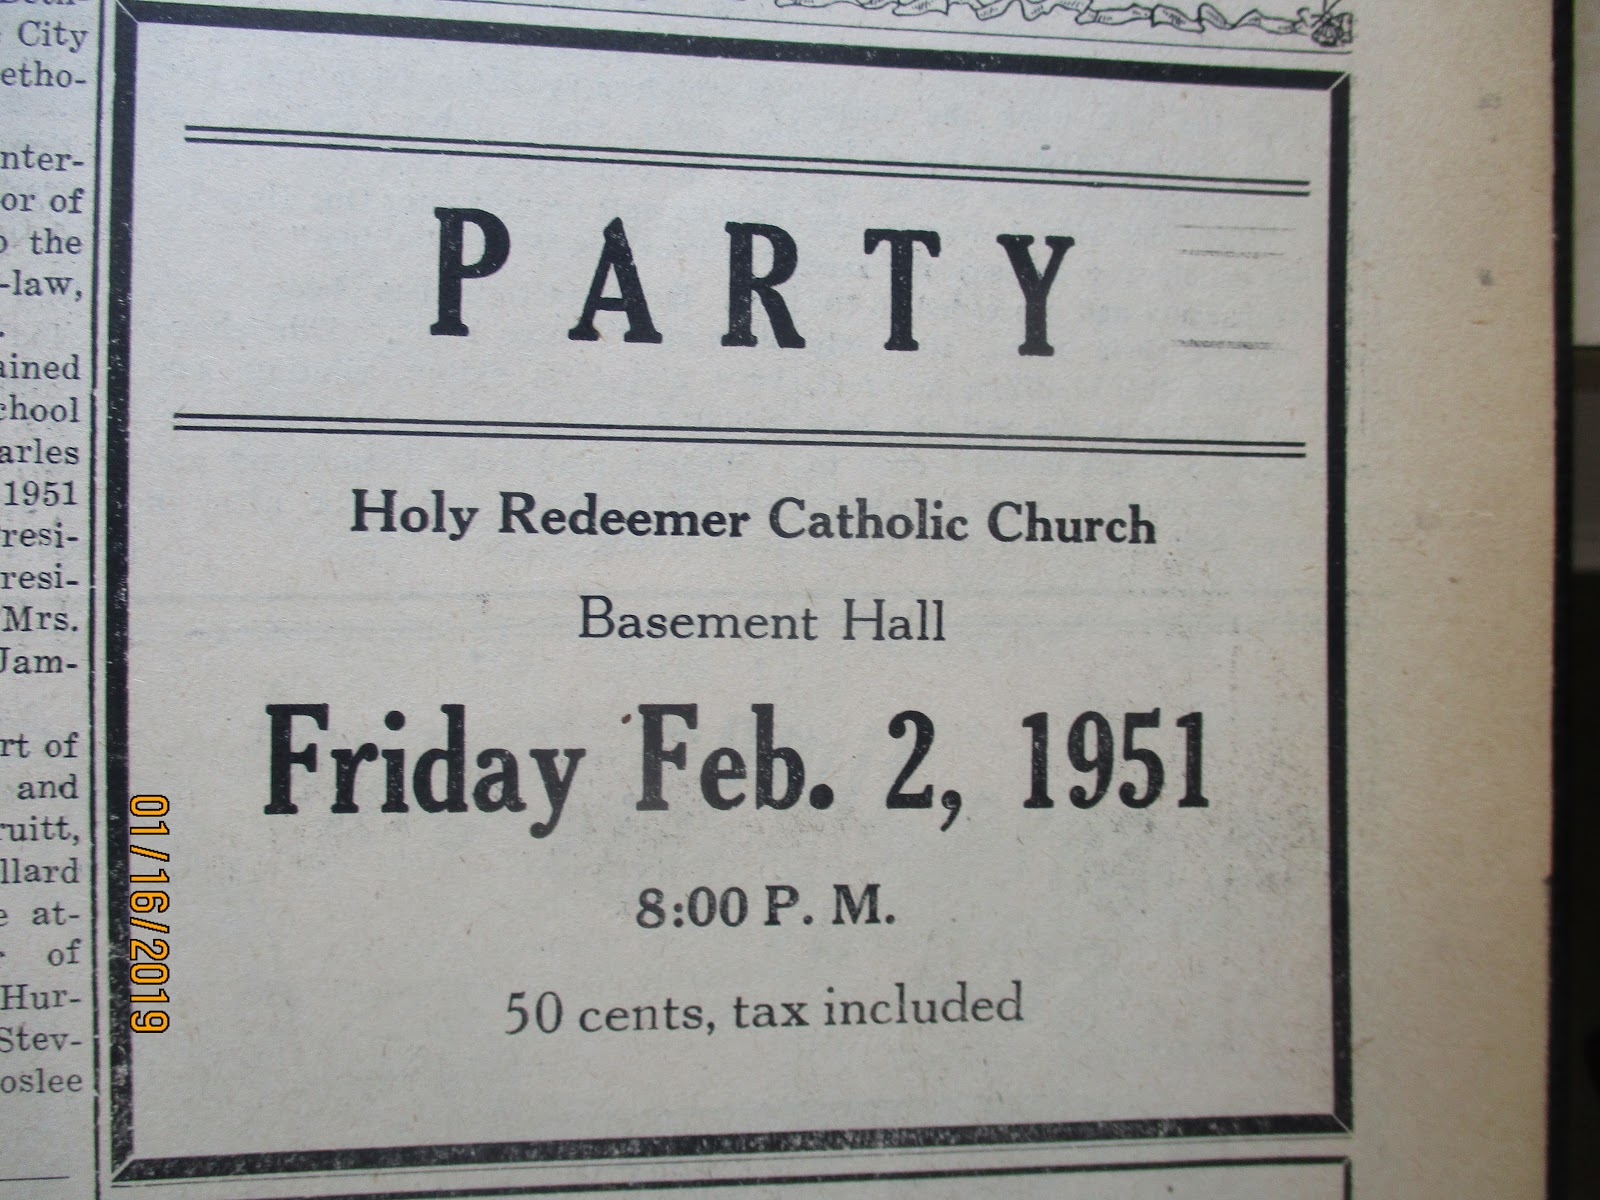 City
etho-
nter-
or of
the
-law,
ained
chool
arles
1951
resi-
resi-
Mrs.
Jam-
rt of
and
ruitt,
llard
e at-
of
Hur-
Stev-
oslee
PARTY
Holy Redeemer Catholic Church
Basement Hall
Friday Feb. 2, 1951
8:00 P. M.
50 cents, tax included
01/16/2019